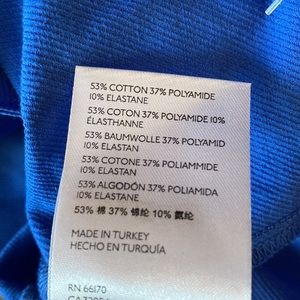 53% COTTON 37% POLYAMIDE
10% ELASTANE
53% COTON 37% POLYAMIDE 10%
ÉLASTHANNE
53% BAUMWOLLE 37% POLYAMID
10% ELASTAN
53% COTONE 37% POLIAMMIDE
10% ELASTANE
53% ALGODÓN 37% POLIAMIDA
10% ELASTANO
53% 棉 37% 锦纶 10% 氨纶
MADE IN TURKEY
HECHO EN TURQUÍA
RN 66170